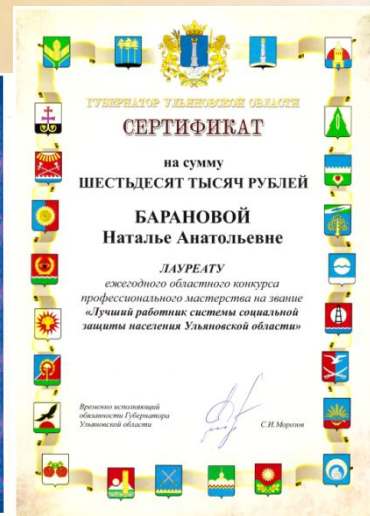 ГУБЕРНАТОР УЛЬЯНОВСКОЙ ОБЛАСТИ
СЕРТИФИКАТ
на сумму
ШЕСТЬДЕСЯТ ТЫСЯЧ РУБЛЕЙ
БАРАНОВОЙ
Наталье Анатольевне
ЛАУРЕАТУ
ежегодного областного конкурса
профессионального мастерства на звание
«Лучший работник системы социальной
защиты населения Ульяновской области»
Временно исполняющий
обязанности Губернатора
Ульяновской области
С.И.Морозов